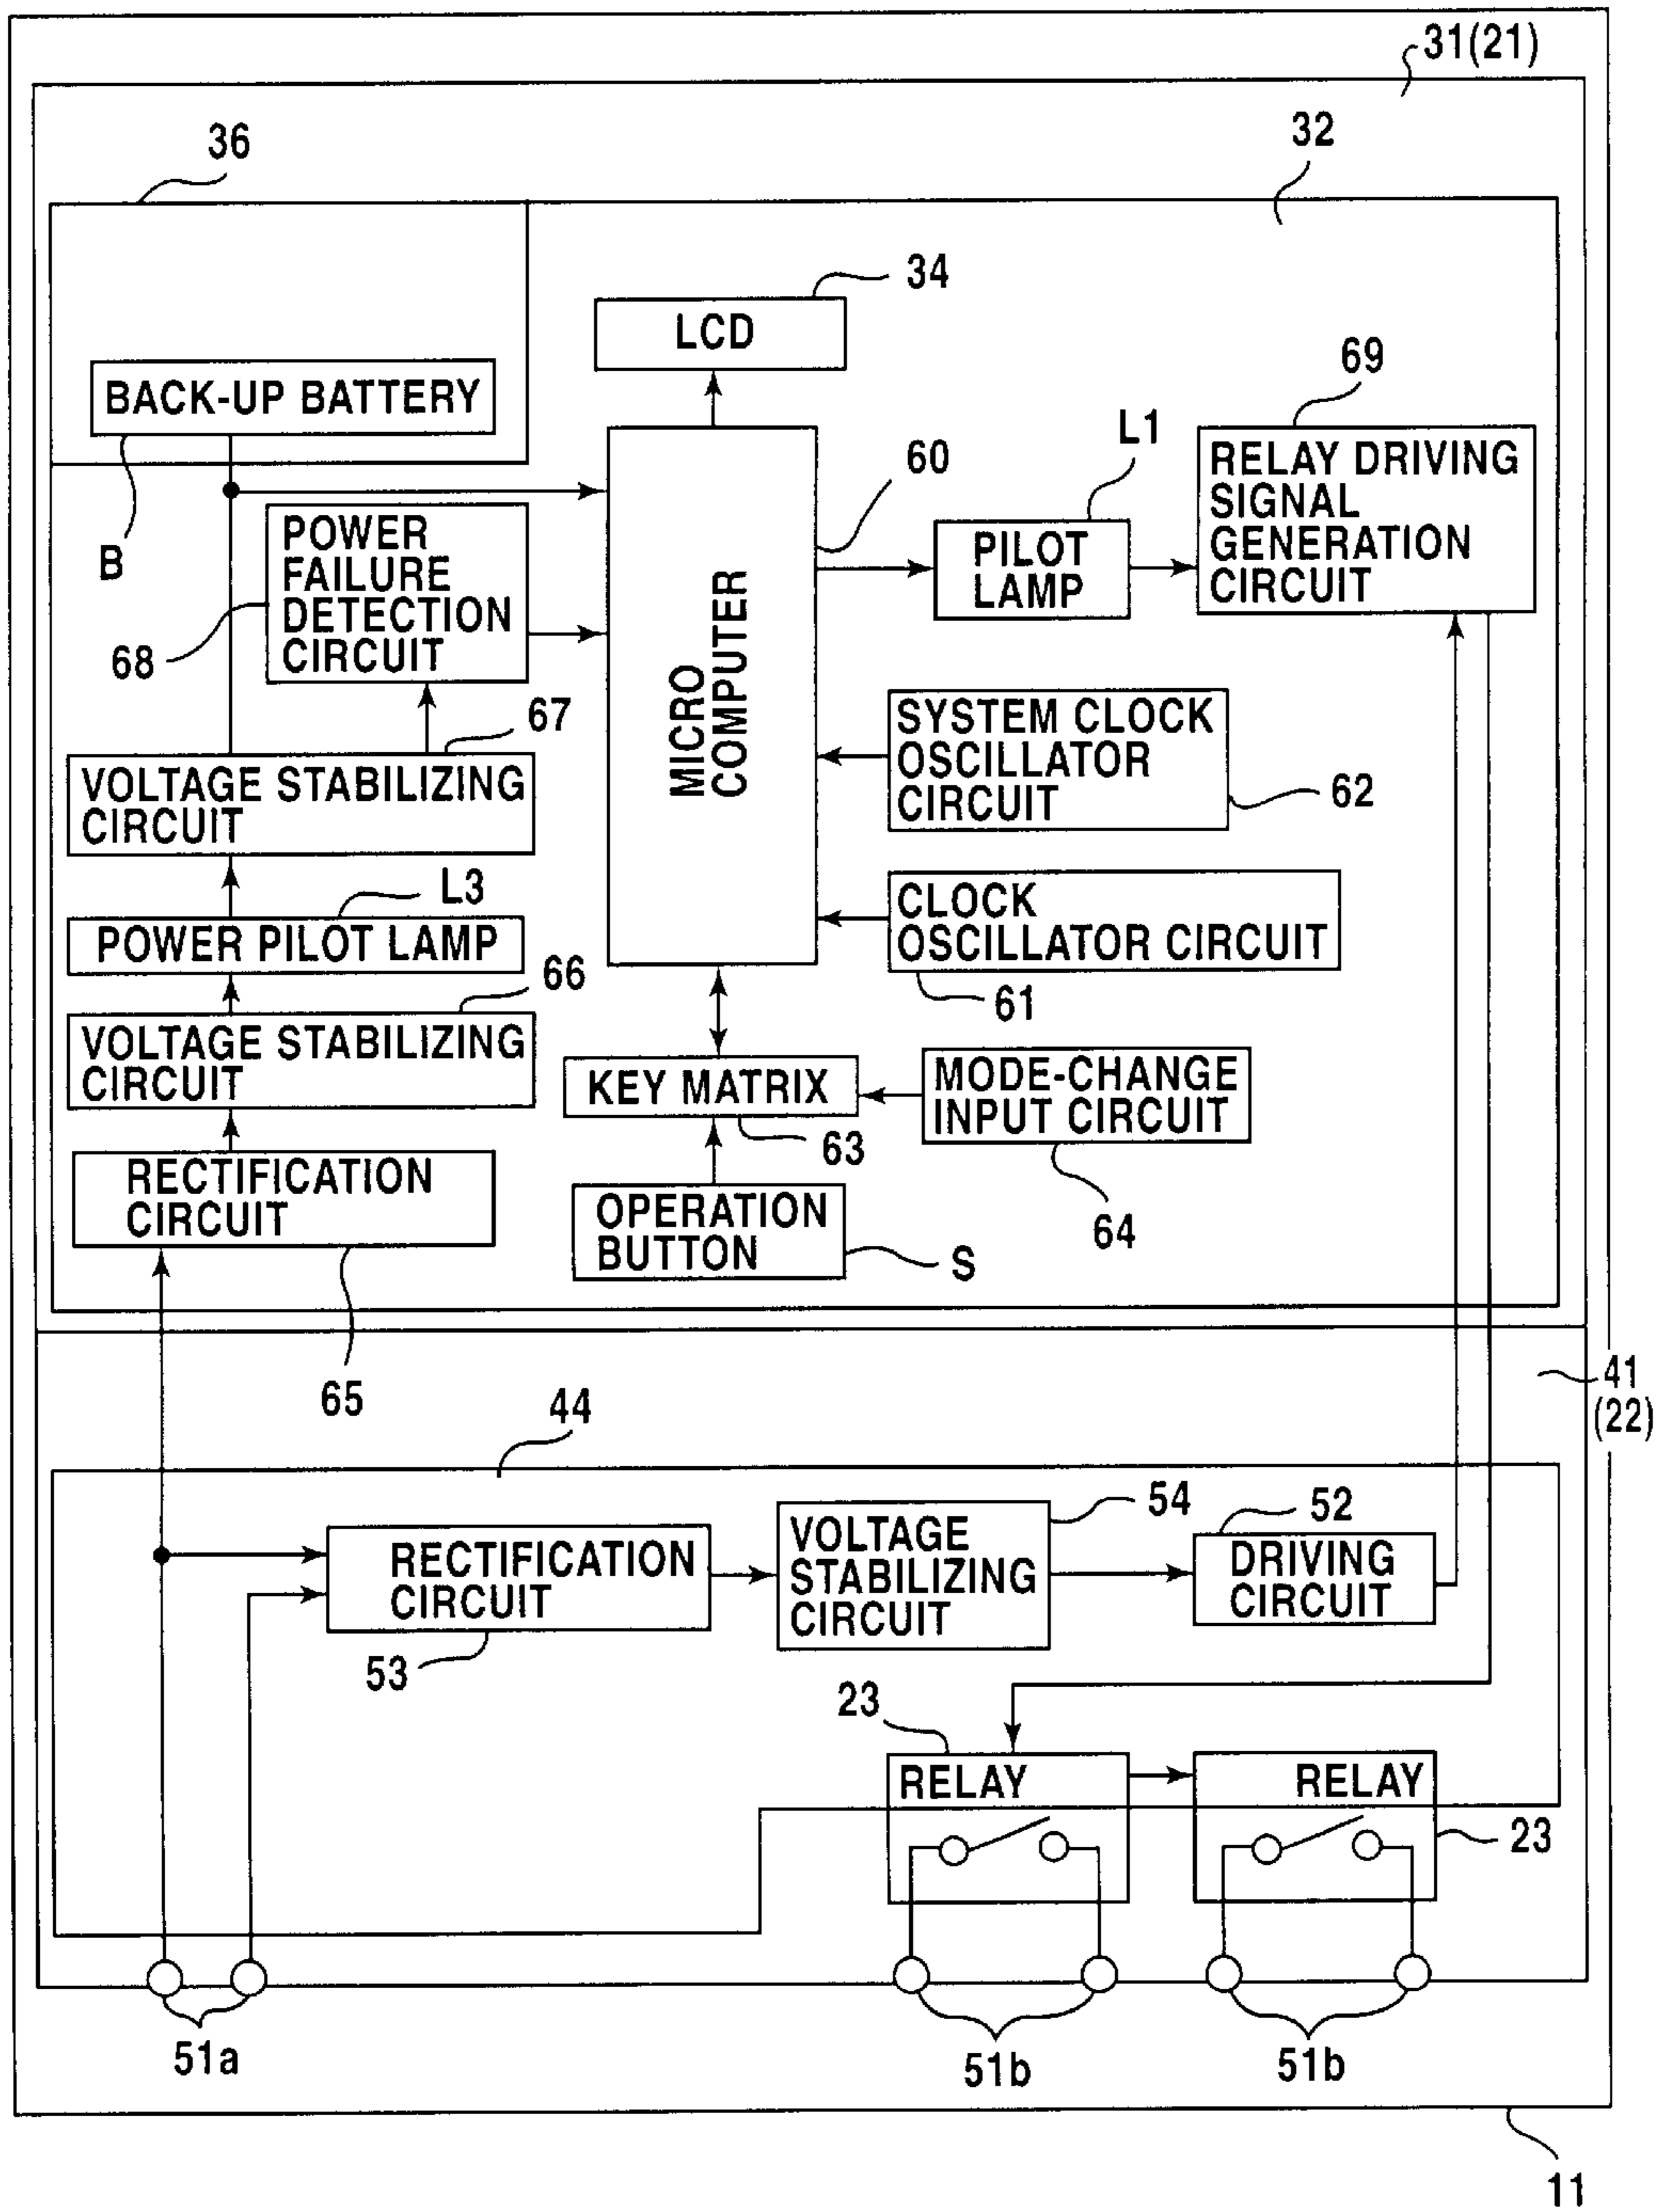 31(21)
36
32
34
LCD
69
BACK-UP BATTERY
L1
60
RELAY DRIVING
SIGNAL
GENERATION
CIRCUIT
B
POWER
FAILURE
DETECTION
CIRCUIT
PILOT
LAMP
68
MICRO
COMPUTER
67
SYSTEM CLOCK
OSCILLATOR
CIRCUIT
62
VOLTAGE STABILIZING
CIRCUIT
L3
CLOCK
OSCILLATOR CIRCUIT
POWER PILOT LAMP
66
61
VOLTAGE STABILIZING
CIRCUIT
KEY MATRIX
MODE-CHANGE
INPUT CIRCUIT
63
RECTIFICATION
CIRCUIT
OPERATION
BUTTON
64
S
65
41
(22)
44
54
52
RECTIFICATION
CIRCUIT
VOLTAGE
STABILIZING
CIRCUIT
DRIVING
CIRCUIT
53
23
RELAY
RELAY
23
51a
51b
51b
11